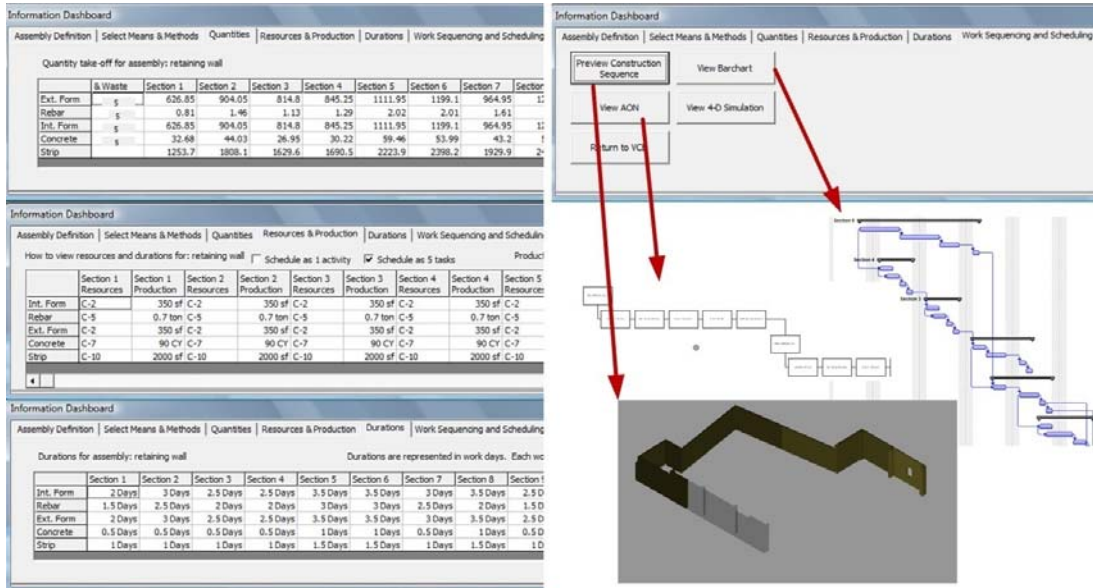 Information Dashboard
Assembly Definition | Select Means & Methods | Quantities | Resources & Production | Durations | Work Sequencing and Scheduling
Quantity take-off for assembly: retaining wall
& Waste Section 1 Section 2 Section 3 Section 4 Section 5 Section 6 Section 7 Section
Ext. Form 5 626.85 904.05 814.8 845.25 1111.95 1199.1 964.95 12
Rebar 5 0.81 1.46 1.13 1.29 2.02 2.01 1.61
Int. Form 5 626.85 904.05 814.8 845.25 1111.95 1199.1 964.95 12
Concrete 5 32.68 44.03 26.95 30.22 59.46 53.99 43.2
Strip 1253.7 1808.1 1629.6 1690.5 2223.9 2398.2 1929.9 24
Information Dashboard
Assembly Definition | Select Means & Methods | Quantities | Resources & Production | Durations | Work Sequencing and Scheduling
How to view resources and durations for: retaining wall Schedule as 1 activity Schedule as 5 tasks Product
Section 1 Section 1 Section 2 Section 2 Section 3 Section 3 Section 4 Section 4 Section 5
Resources Production Resources Production Resources Production Resources Production Resources
Int. Form C-2 350 sf C-2 350 sf C-2 350 sf C-2 350 sf C-2
Rebar C-5 0.7 ton C-5 0.7 ton C-5 0.7 ton C-5 0.7 ton C-5
Ext. Form C-2 350 sf C-2 350 sf C-2 350 sf C-2 350 sf C-2
Concrete C-7 90 CY C-7 90 CY C-7 90 CY C-7 90 CY C-7
Strip C-10 2000 sf C-10 2000 sf C-10 2000 sf C-10 2000 sf C-10
Information Dashboard
Assembly Definition | Select Means & Methods | Quantities | Resources & Production | Durations | Work Sequencing and Scheduling
Durations for assembly: retaining wall Durations are represented in work days. Each wo
Section 1 Section 2 Section 3 Section 4 Section 5 Section 6 Section 7 Section 8 Section 9
Int. Form 2 Days 3 Days 2.5 Days 2.5 Days 3.5 Days 3.5 Days 3 Days 3.5 Days 2.5 D
Rebar 1.5 Days 2.5 Days 2 Days 2 Days 3 Days 3 Days 2.5 Days 2 Days 1.5 D
Ext. Form 2 Days 3 Days 2.5 Days 2.5 Days 3.5 Days 3.5 Days 3 Days 3.5 Days 2.5 D
Concrete 0.5 Days 0.5 Days 0.5 Days 0.5 Days 1 Days 1 Days 0.5 Days 1 Days 0.5 D
Strip 1 Days 1 Days 1 Days 1 Days 1.5 Days 1.5 Days 1 Days 1.5 Days 1 D
Information Dashboard
Assembly Definition | Select Means & Methods | Quantities | Resources & Production | Durations | Work Sequencing and Scheduling
Preview Construction
Sequence
View Barchart
View AON
View 4-D Simulation
Return to VCE
Section 4